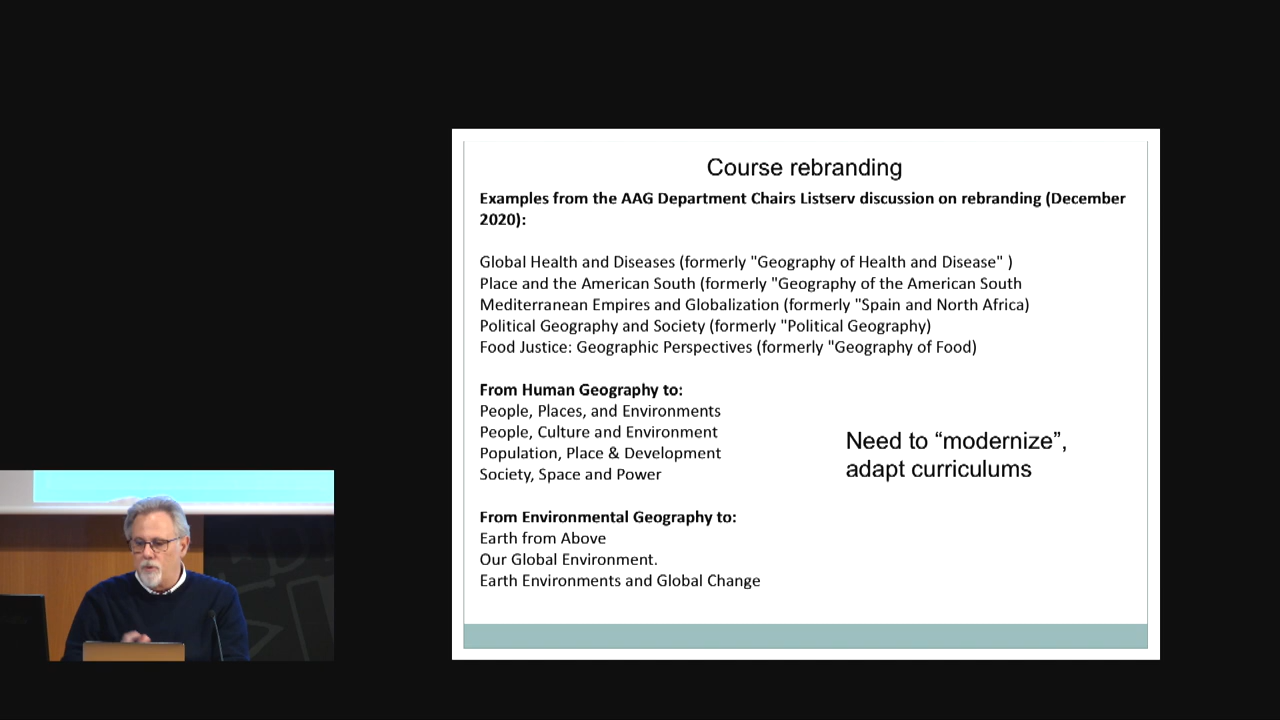 Course rebranding
Examples from the AAG Department Chairs Listserv discussion on rebranding (December
2020):
Global Health and Diseases (formerly "Geography of Health and Disease" )
Place and the American South (formerly "Geography of the American South
Mediterranean Empires and Globalization (formerly "Spain and North Africa)
Political Geography and Society (formerly "Political Geography)
Food Justice: Geographic Perspectives (formerly "Geography of Food)
From Human Geography to:
People, Places, and Environments
People, Culture and Environment
Population, Place & Development
Society, Space and Power
Need to “modernize”,
adapt curriculums
From Environmental Geography to:
Earth from Above
Our Global Environment.
Earth Environments and Global Change